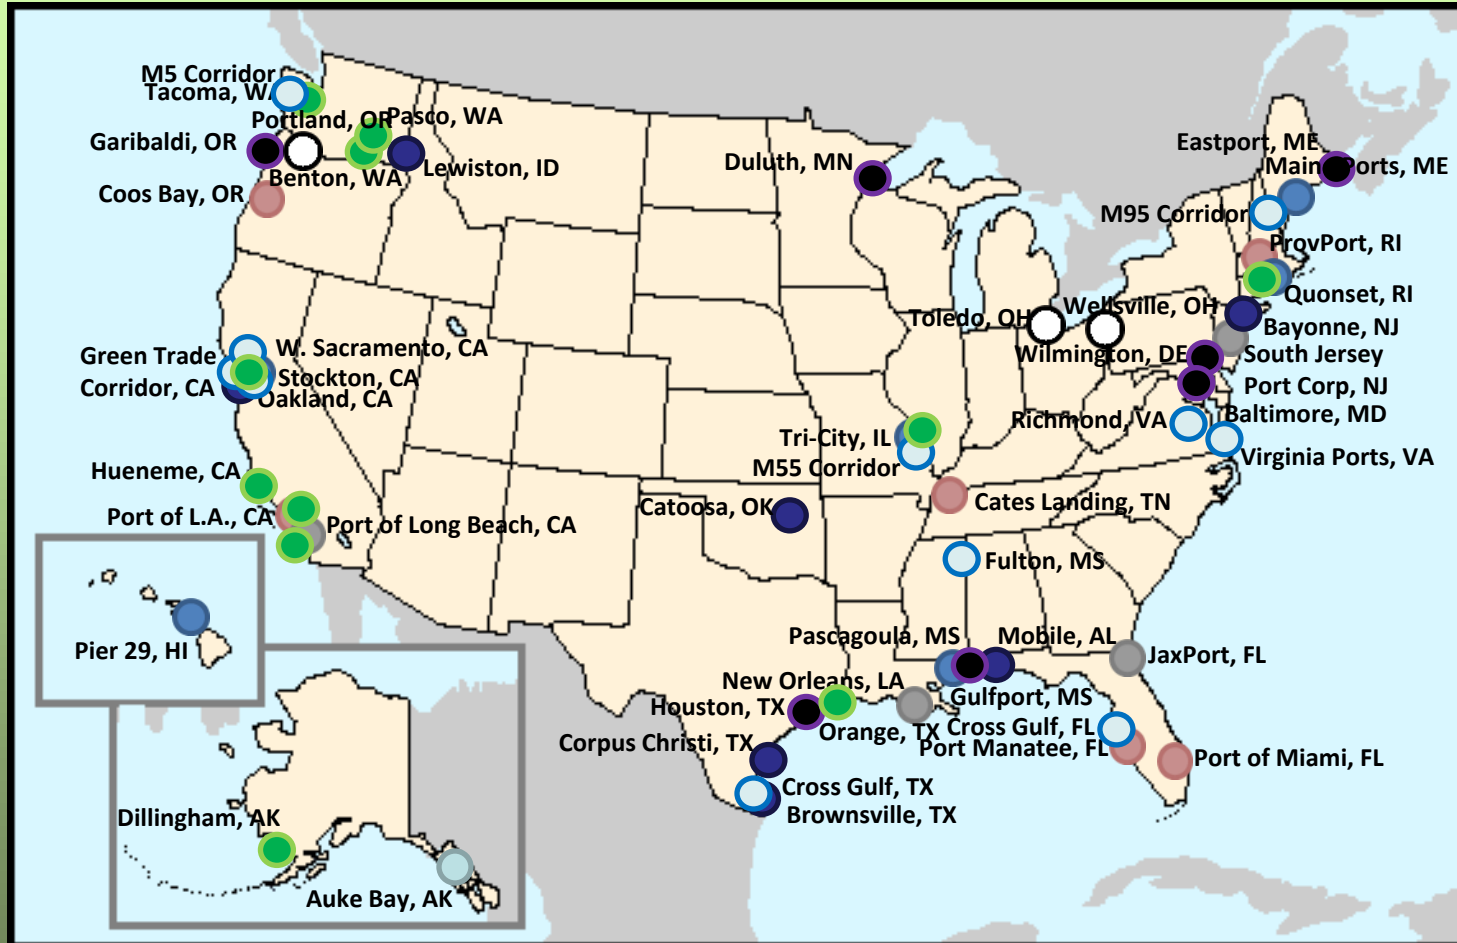 M5 Corridor
Tacoma, WA
Portland, OR
Pasco, WA
Garibaldi, OR
Benton, WA
Lewiston, ID
Coos Bay, OR
Duluth, MN
Eastport, ME
Maine Ports, ME
M95 Corridor
ProvPort, RI
Quonset, RI
Toledo, OH
Wellsville, OH
Bayonne, NJ
Wilmington, DE
South Jersey
Port Corp, NJ
Green Trade
Corridor, CA
W. Sacramento, CA
Stockton, CA
Oakland, CA
Richmond, VA
Baltimore, MD
Virginia Ports, VA
Tri-City, IL
M55 Corridor
Hueneme, CA
Port of L.A., CA
Port of Long Beach, CA
Catoosa, OK
Cates Landing, TN
Fulton, MS
Pier 29, HI
Pascagoula, MS
Mobile, AL
JaxPort, FL
New Orleans, LA
Gulfport, MS
Houston, TX
Orange, TX
Cross Gulf, FL
Port Manatee, FL
Corpus Christi, TX
Port of Miami, FL
Cross Gulf, TX
Brownsville, TX
Dillingham, AK
Auke Bay, AK